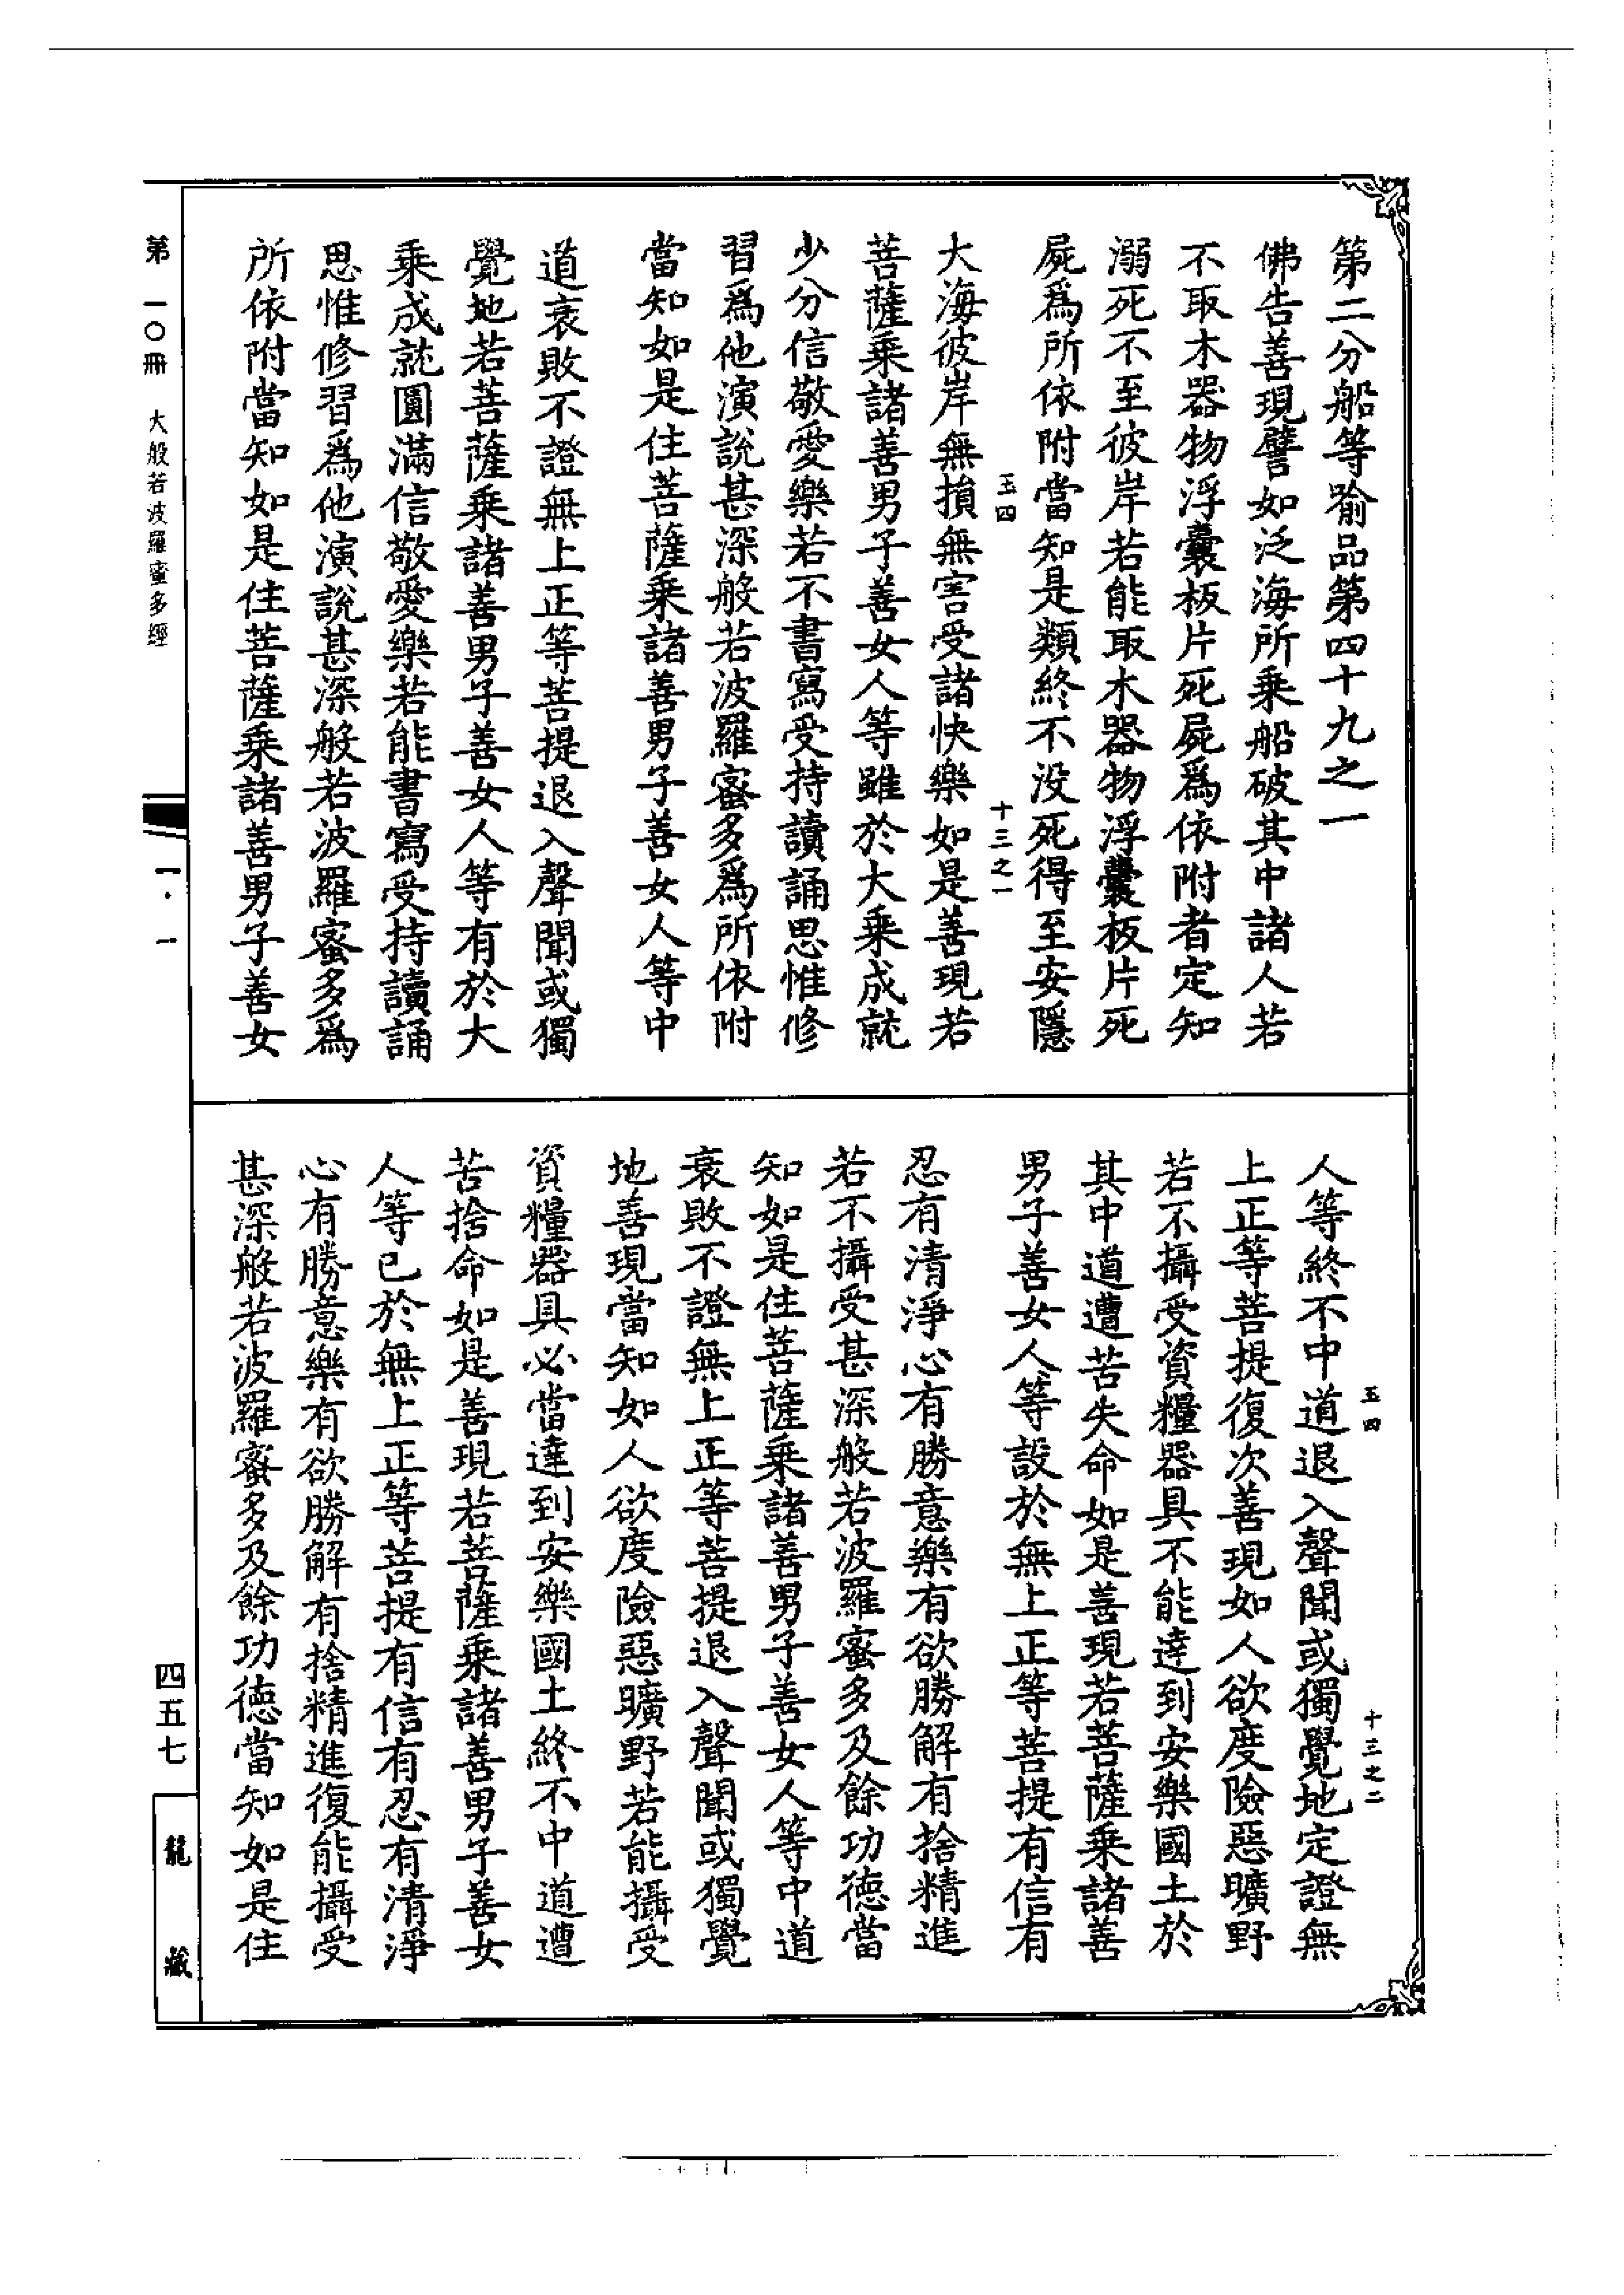 第二分船等喻品第四十九之一
佛告善現譬如泛海所乘船破其中諸人若
不取木器物浮囊板片死屍為依附者定知
溺死不至彼岸若能取木器物浮囊板片死
屍為所依附當知是類終不没死得至安隱
玉四
十三之一
大海彼岸無損無害受諸快樂如是善現若
菩薩乘諸善男子善女人等雖於大乘成就
少分信敬愛樂若不書寫受持讀誦思惟修
習為他演說甚深般若波羅蜜多為所依附
當知如是住菩薩乘諸善男子善女人等中
道衰敗不證無上正等菩提退入聲聞或獨
覺地若菩薩乘諸善男子善女人等有於大
乘成就圓滿信敬愛樂若能書寫受持讀誦
思惟修習為他演說甚深般若波羅蜜多為
所依附當知如是住菩薩乘諸善男子善女
玉四
十三之二
人等終不中道退入聲聞或獨覺地定證無
上正等菩提復次善現如人欲度險惡曠野
若不攝受資糧器具不能達到安樂國土於
其中道遭苦失命如是善現若菩薩乘諸善
男子善女人等設於無上正等菩提有信有
忍有清淨心有勝意樂有欲勝解有捨精進
若不攝受甚深般若波羅蜜多及餘功德當
知如是住菩薩乘諸善男子善女人等中道
衰敗不證無上正等菩提退入聲聞或獨覺
地善現當知如人欲度險惡曠野若能攝受
資糧器具必當達到安樂國土終不中道遭
苦捨命如是善現若菩薩乘諸善男子善女
人等已於無上正等菩提有信有忍有清淨
心有勝意樂有欲勝解有捨精進復能攝受
甚深般若波羅蜜多及餘功德當知如是住
第一〇冊 大般若波羅蜜多經
一·一
四五七
龍藏